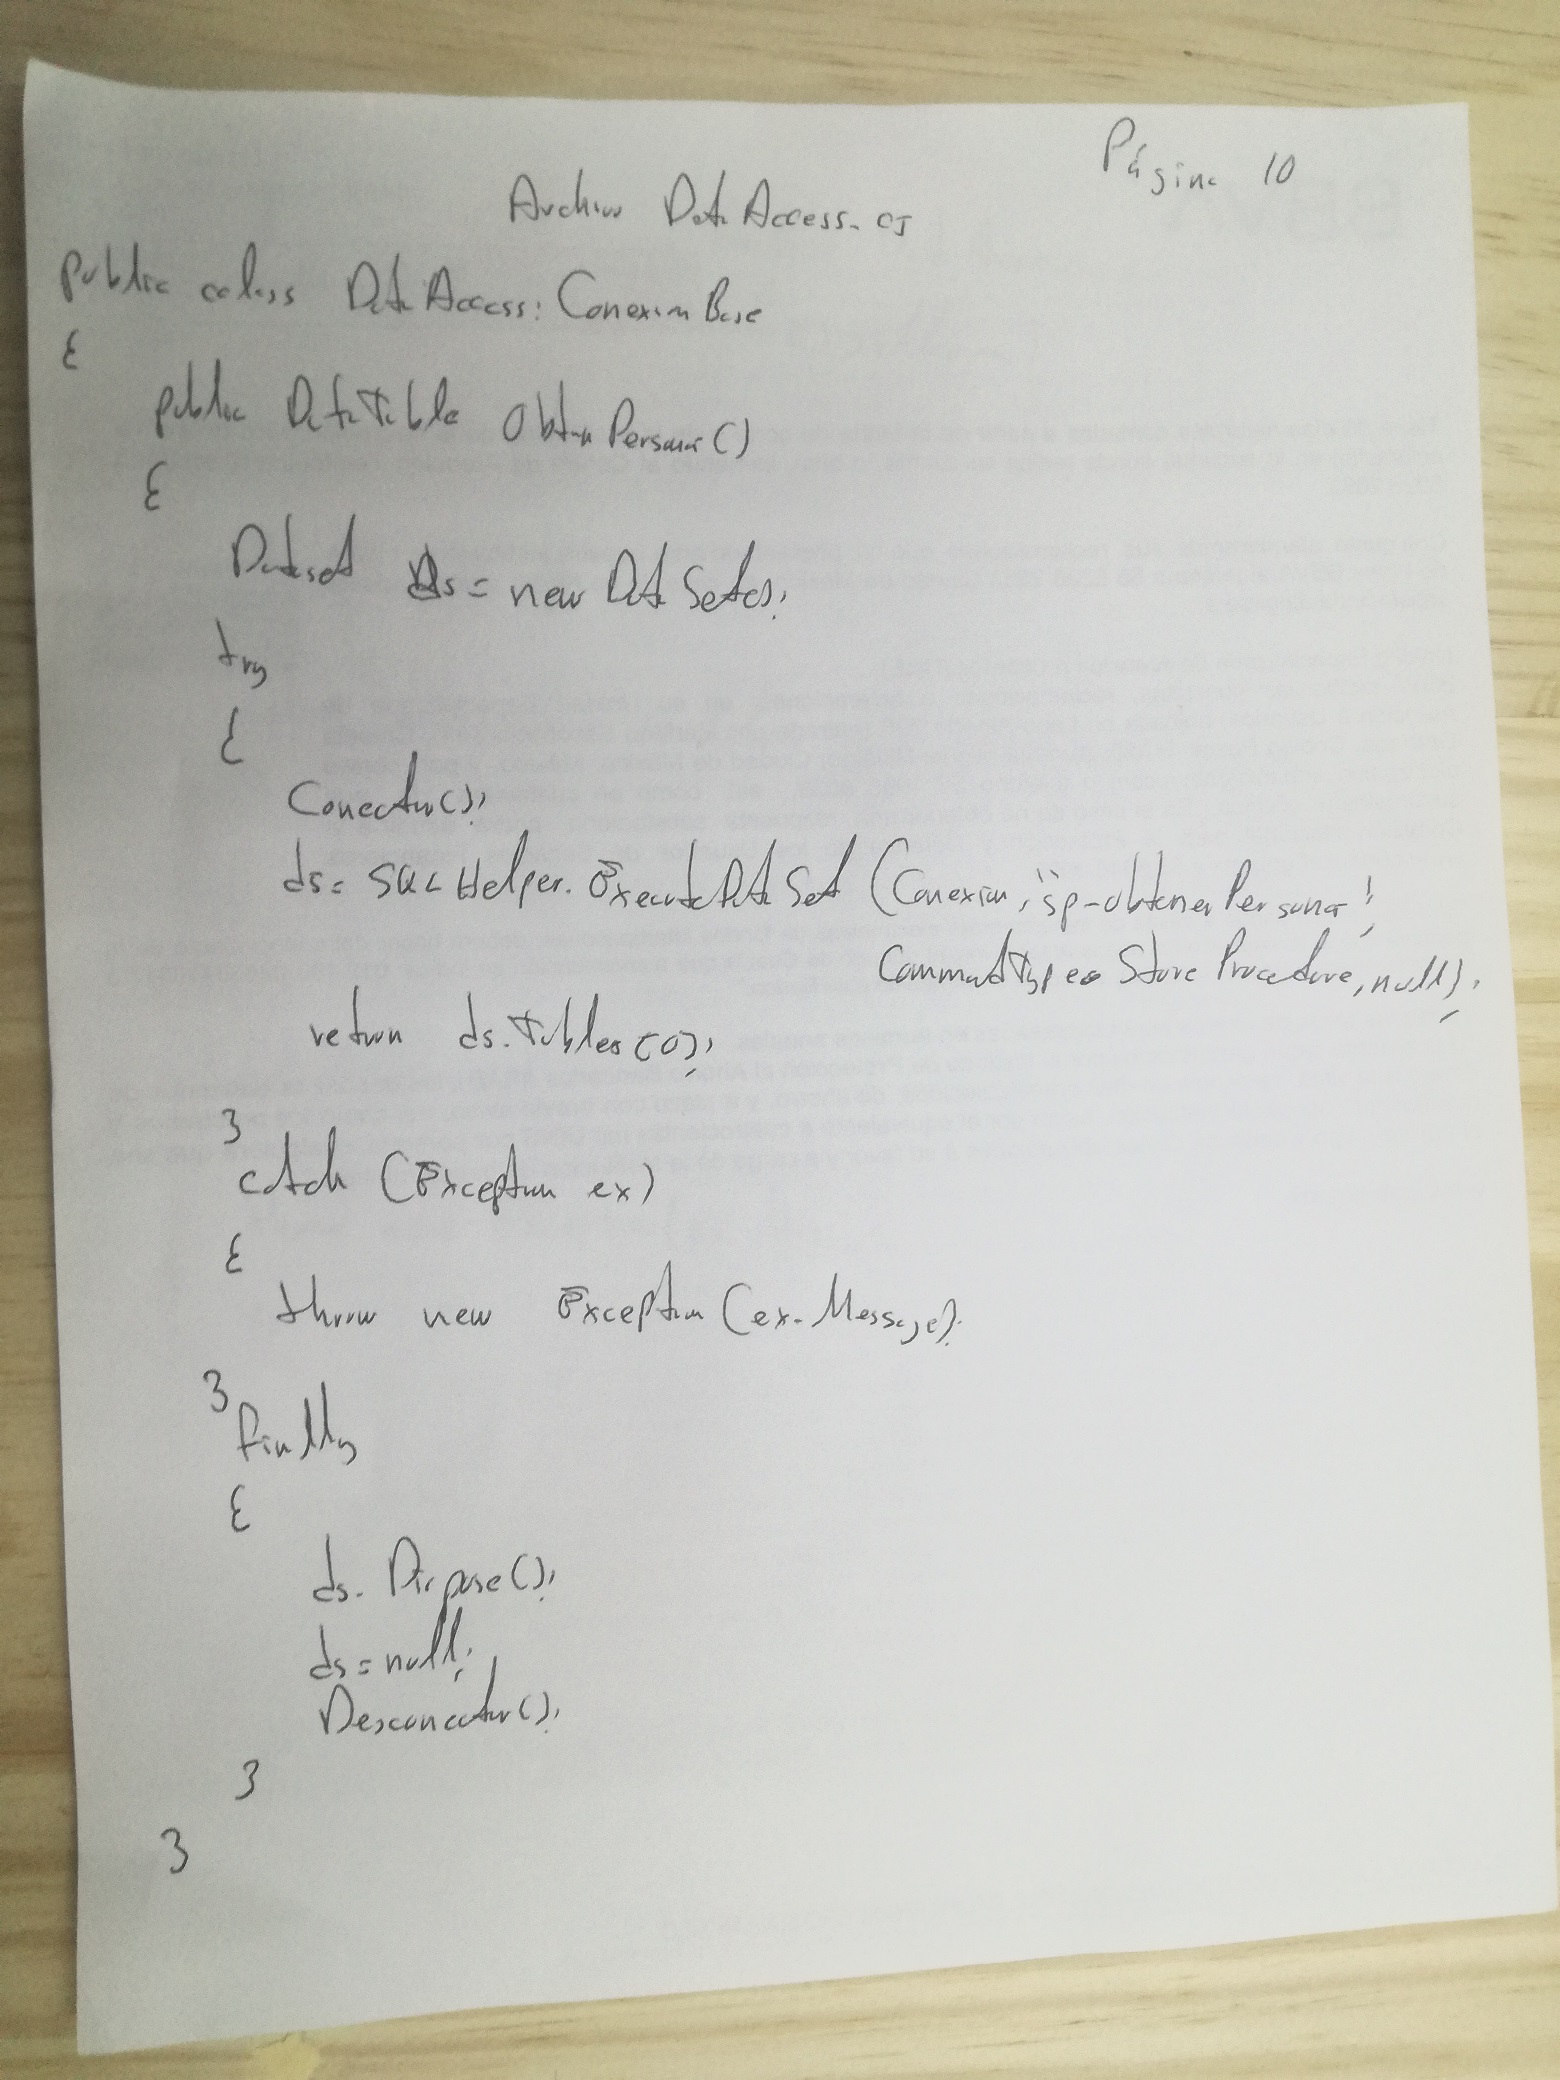 Página 10
Archivo DataAccess.cs
public calass DataAccess: ConexionBase
{
public DataTable ObtenPersona()
{
Dataset ds = new DataSet();
try
{
Conectar();
ds = SQLHelper.ExecuteDataSet (Conexion, "sp-obtenerPersona",
CommandType. StoreProcedure, null);
return ds.Tables[0];
}
catch (Exception ex)
{
throw new Exception (ex.Message);
}
finally
{
ds.Dispose();
ds = null;
Desconectar();
}
}